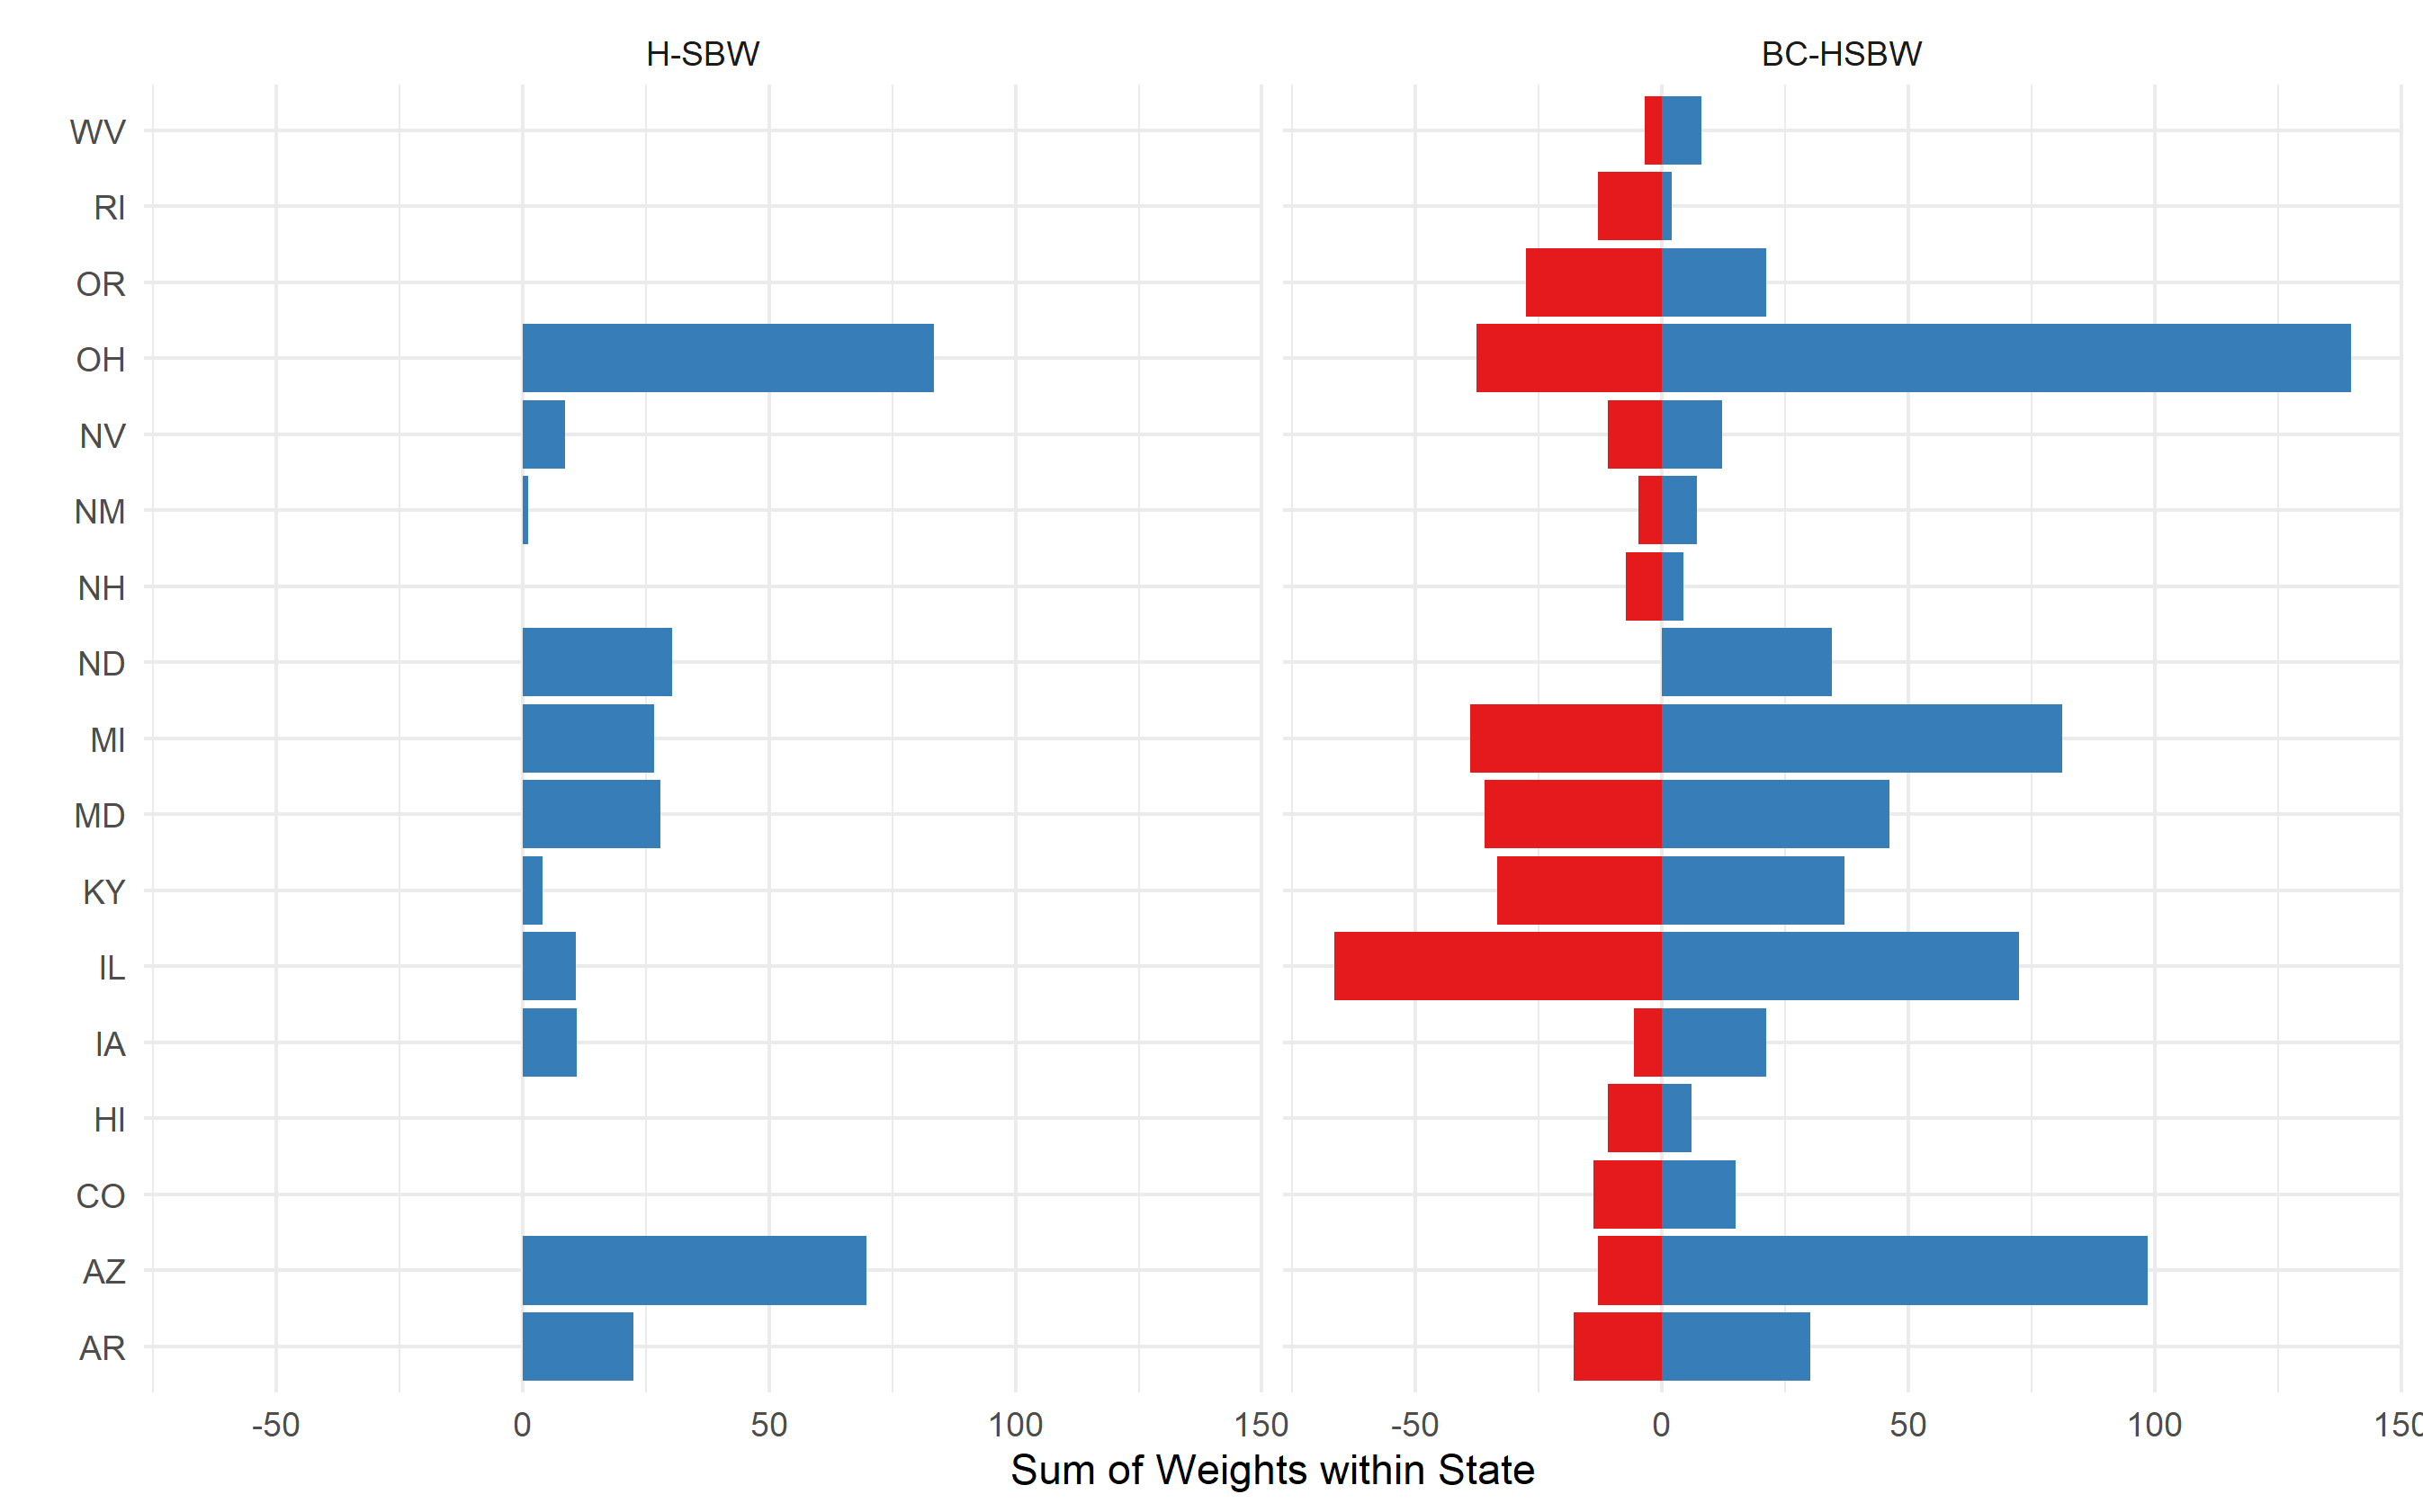 H-SBW BC-HSBW
WV
RI
OR
OH
NV
NM
NH
ND
MI
MD
KY
IL
IA
HI
CO
AZ
AR
-50 0 50 100 150 -50 0 50 100 150
Sum of Weights within State